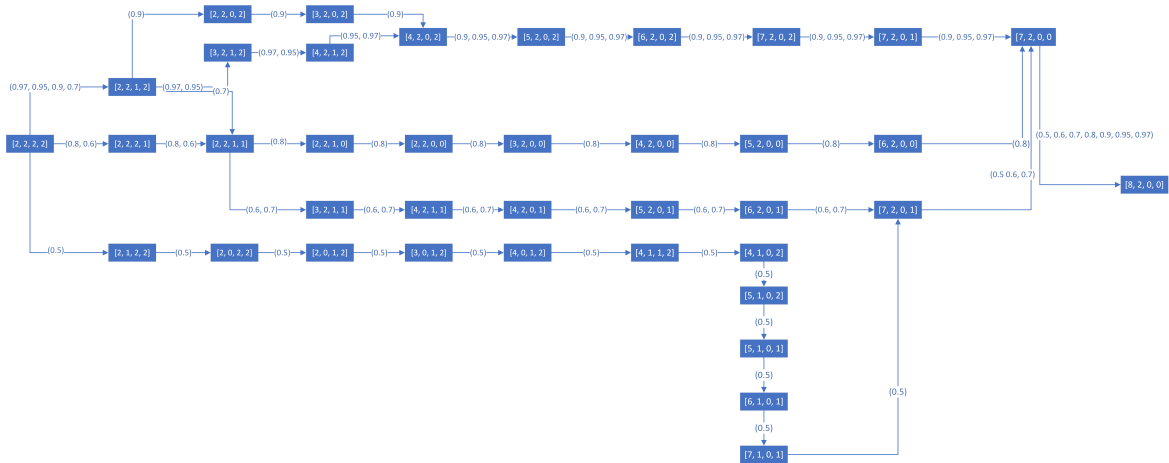 (0.9) [2, 2, 0, 2] (0.9) [3, 2, 0, 2] (0.9)
(0.95, 0.97) [4, 2, 0, 2] (0.9, 0.95, 0.97) [5, 2, 0, 2] (0.9, 0.95, 0.97) [6, 2, 0, 2] (0.9, 0.95, 0.97) [7, 2, 0, 2] (0.9, 0.95, 0.97) [7, 2, 0, 1] (0.9, 0.95, 0.97) [7, 2, 0, 0
[3, 2, 1, 2] (0.97, 0.95) [4, 2, 1, 2]
(0.97, 0.95, 0.9, 0.7) [2, 2, 1, 2] (0.97, 0.95)
(0.7)
(0.5, 0.6, 0.7, 0.8, 0.9, 0.95, 0.97)
[2, 2, 2, 2] (0.8, 0.6) [2, 2, 2, 1] (0.8, 0.6) [2, 2, 1, 1] (0.8) [2, 2, 1, 0] (0.8) [2, 2, 0, 0] (0.8) [3, 2, 0, 0] (0.8) [4, 2, 0, 0] (0.8) [5, 2, 0, 0] (0.8) [6, 2, 0, 0] (0.8)
(0.5 0.6, 0.7)
[8, 2, 0, 0]
(0.6, 0.7) [3, 2, 1, 1] (0.6, 0.7) [4, 2, 1, 1] (0.6, 0.7) [4, 2, 0, 1] (0.6, 0.7) [5, 2, 0, 1] (0.6, 0.7) [6, 2, 0, 1] (0.6, 0.7) [7, 2, 0, 1]
(0.5) [2, 1, 2, 2] (0.5) [2, 0, 2, 2] (0.5) [2, 0, 1, 2] (0.5) [3, 0, 1, 2] (0.5) [4, 0, 1, 2] (0.5) [4, 1, 1, 2] (0.5) [4, 1, 0, 2]
(0.5)
[5, 1, 0, 2]
(0.5)
[5, 1, 0, 1]
(0.5)
[6, 1, 0, 1]
(0.5)
(0.5)
[7, 1, 0, 1]